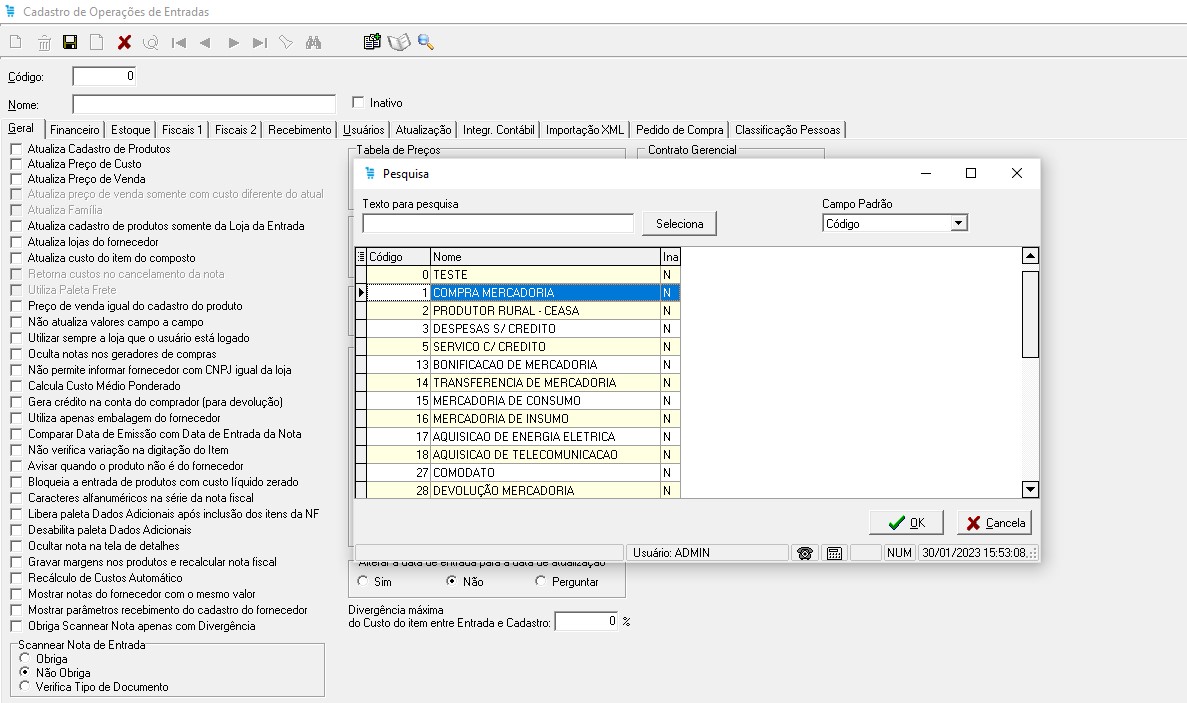 Cadastro de Operações de Entradas
Código: 0
Nome:
Inativo
Geral Financeiro Estoque Fiscais 1 Fiscais 2 Recebimento Usuários Atualização Integr. Contábil Importação XML Pedido de Compra Classificação Pessoas
Atualiza Cadastro de Produtos
Atualiza Preço de Custo
Atualiza Preço de Venda
Atualiza preço de venda somente com custo diferente do atual
Atualiza Família
Atualiza cadastro de produtos somente da Loja da Entrada
Atualiza lojas do fornecedor
Atualiza custo do item do composto
Retorna custos no cancelamento da nota
Utiliza Paleta Frete
Preço de venda igual do cadastro do produto
Não atualiza valores campo a campo
Utilizar sempre a loja que o usuário está logado
Oculta notas nos geradores de compras
Não permite informar fornecedor com CNPJ igual da loja
Calcula Custo Médio Ponderado
Gera crédito na conta do comprador (para devolução)
Utiliza apenas embalagem do fornecedor
Comparar Data de Emissão com Data de Entrada da Nota
Não verifica variação na digitação do Item
Avisar quando o produto não é do fornecedor
Bloqueia a entrada de produtos com custo líquido zerado
Caracteres alfanuméricos na série da nota fiscal
Libera paleta Dados Adicionais após inclusão dos itens da NF
Desabilita paleta Dados Adicionais
Ocultar nota na tela de detalhes
Gravar margens nos produtos e recalcular nota fiscal
Recálculo de Custos Automático
Mostrar notas do fornecedor com o mesmo valor
Mostrar parâmetros recebimento do cadastro do fornecedor
Obriga Scannear Nota apenas com Divergência
Scannear Nota de Entrada
Obriga
Não Obriga
Verifica Tipo de Documento
Tabela de Preços
Contrato Gerencial
Pesquisa
Texto para pesquisa
Seleciona
Campo Padrão
Código
Código Nome Ina
0 TESTE N
1 COMPRA MERCADORIA N
2 PRODUTOR RURAL - CEASA N
3 DESPESAS S/ CREDITO N
5 SERVICO C/ CREDITO N
13 BONIFICACAO DE MERCADORIA N
14 TRANSFERENCIA DE MERCADORIA N
15 MERCADORIA DE CONSUMO N
16 MERCADORIA DE INSUMO N
17 AQUISICAO DE ENERGIA ELETRICA N
18 AQUISICAO DE TELECOMUNICACAO N
27 COMODATO N
28 DEVOLUÇÃO MERCADORIA N
OK Cancela
Usuário: ADMIN NUM 30/01/2023 15:53:08
Alterar a data de entrada para a data de atualização
Sim Não Perguntar
Divergência máxima
do Custo do item entre Entrada e Cadastro: 0 %